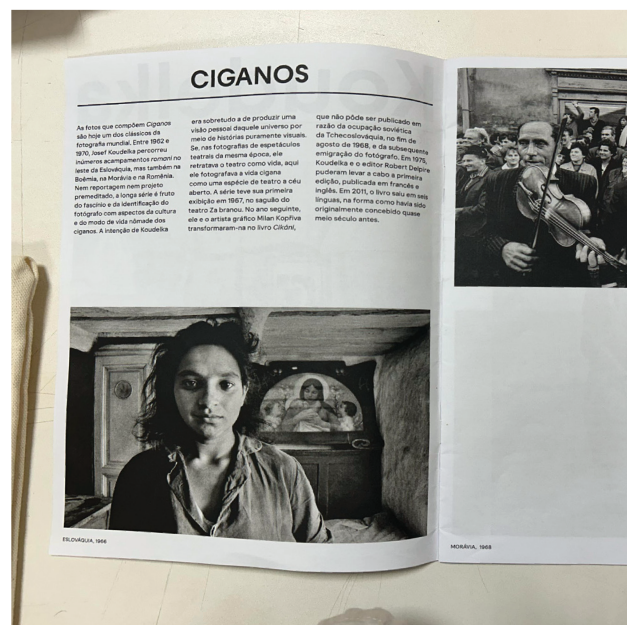 CIGANOS
As fotos que compõem Ciganos
são hoje um dos clássicos da
fotografia mundial. Entre 1962 e
1970, Josef Koudelka percorreu
inúmeros acampamentos romani no
leste da Eslováquia, mas também na
Boêmia, na Morávia e na Romênia.
Nem reportagem nem projeto
premeditado, a longa série é fruto
do fascínio e da identificação do
fotógrafo com aspectos da cultura
e do modo de vida nômade dos
ciganos. A intenção de Koudelka
era sobretudo a de produzir uma
visão pessoal daquele universo por
meio de histórias puramente visuais.
Se, nas fotografias de espetáculos
teatrais da mesma época, ele
retratava o teatro como vida, aqui
ele fotografava a vida cigana
como uma espécie de teatro a céu
aberto. A série teve sua primeira
exibição em 1967, no saguão do
teatro Za branou. No ano seguinte,
ele e o artista gráfico Milan Kopřiva
transformaram-na no livro Cikáni,
que não pôde ser publicado em
razão da ocupação soviética
da Tchecoslováquia, no fim de
agosto de 1968, e da subsequente
emigração do fotógrafo. Em 1975,
Koudelka e o editor Robert Delpire
puderam levar a cabo a primeira
edição, publicada em francês e
inglês. Em 2011, o livro saiu em seis
línguas, na forma como havia sido
originalmente concebido quase
meio século antes.
ESLOVÁQUIA, 1966
MORÁVIA, 1968